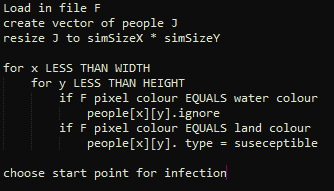 Load in file F
create vector of people J
resize J to simSizeX * simSizeY
for x LESS THAN WIDTH
for y LESS THAN HEIGHT
if F pixel colour EQUALS water colour
people[x][y].ignore
if F pixel colour EQUALS land colour
people[x][y]. type = suseceptible
choose start point for infection